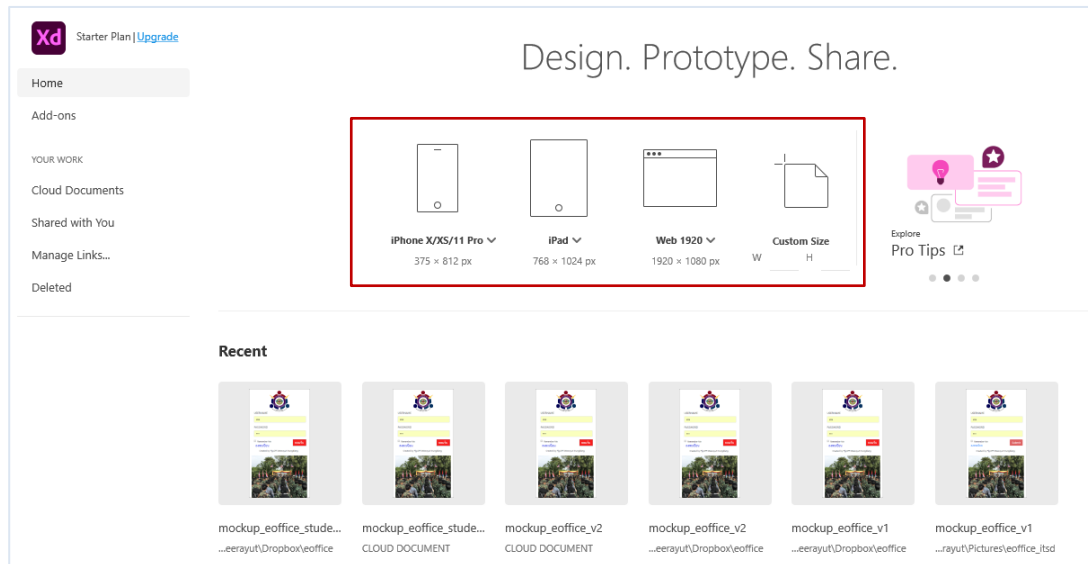 Xd
Starter Plan | Upgrade
Home
Add-ons
YOUR WORK
Cloud Documents
Shared with You
Manage Links...
Deleted
Design. Prototype. Share.
iPhone X/XS/11 Pro
375 × 812 px
iPad
768 × 1024 px
Web 1920
1920 × 1080 px
Custom Size
W H
Explore
Pro Tips
Recent
mockup_eoffice_stude...
...eerayut\Dropbox\eoffice
mockup_eoffice_stude...
CLOUD DOCUMENT
mockup_eoffice_v2
CLOUD DOCUMENT
mockup_eoffice_v2
...eerayut\Dropbox\eoffice
mockup_eoffice_v1
...eerayut\Dropbox\eoffice
mockup_eoffice_v1
...rayut\Pictures\eoffice_itsd